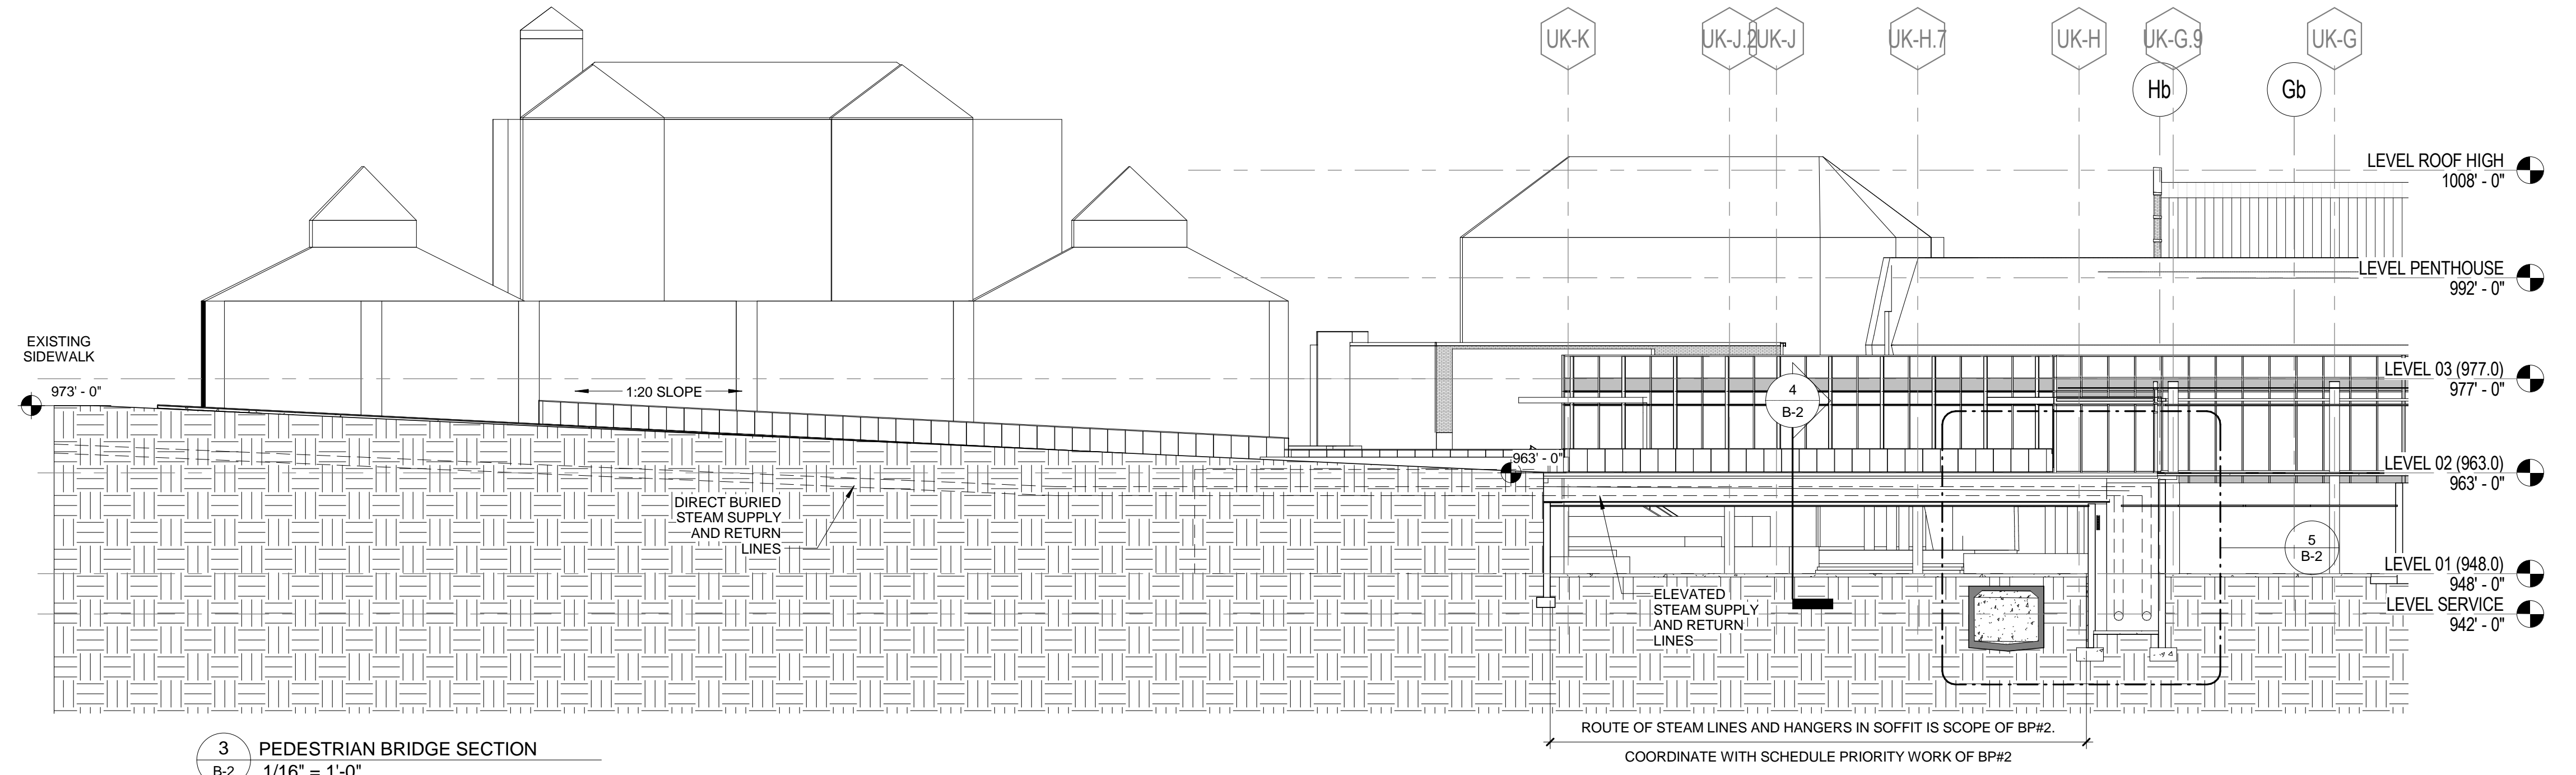 UK-K
UK-J.2
UK-J
UK-H.7
UK-H
UK-G.9
UK-G
Hb
Gb
LEVEL ROOF HIGH
1008' - 0"
LEVEL PENTHOUSE
992' - 0"
EXISTING
SIDEWALK
973' - 0"
1:20 SLOPE
4
B-2
LEVEL 03 (977.0)
977' - 0"
963' - 0"
LEVEL 02 (963.0)
963' - 0"
DIRECT BURIED
STEAM SUPPLY
AND RETURN
LINES
5
B-2
LEVEL 01 (948.0)
948' - 0"
ELEVATED
STEAM SUPPLY
AND RETURN
LINES
LEVEL SERVICE
942' - 0"
ROUTE OF STEAM LINES AND HANGERS IN SOFFIT IS SCOPE OF BP#2.
COORDINATE WITH SCHEDULE PRIORITY WORK OF BP#2
3
B-2
PEDESTRIAN BRIDGE SECTION
1/16" = 1'-0"